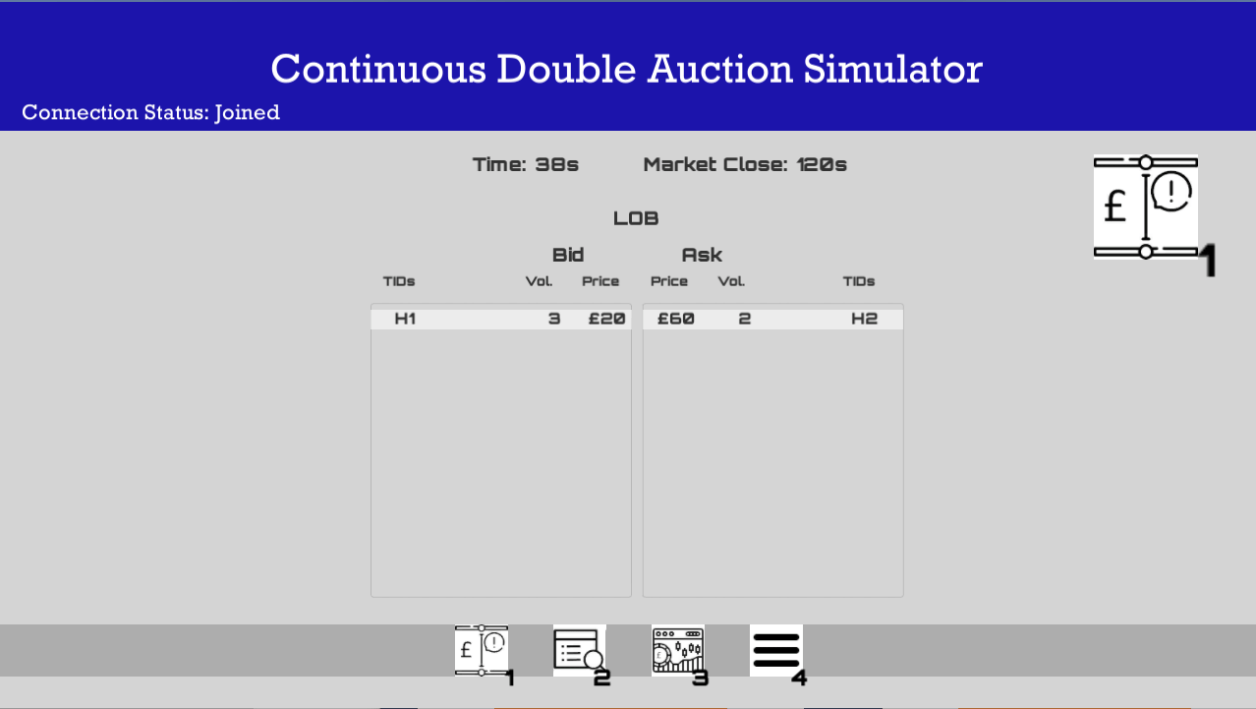 Continuous Double Auction Simulator
Connection Status: Joined
Time: 38s Market Close: 120s
£ ! 1
LOB
Bid Ask
TIDs Vol. Price Price Vol. TIDs
H1 3 £20 £60 2 H2
£ ! 1 2 £ 3 4